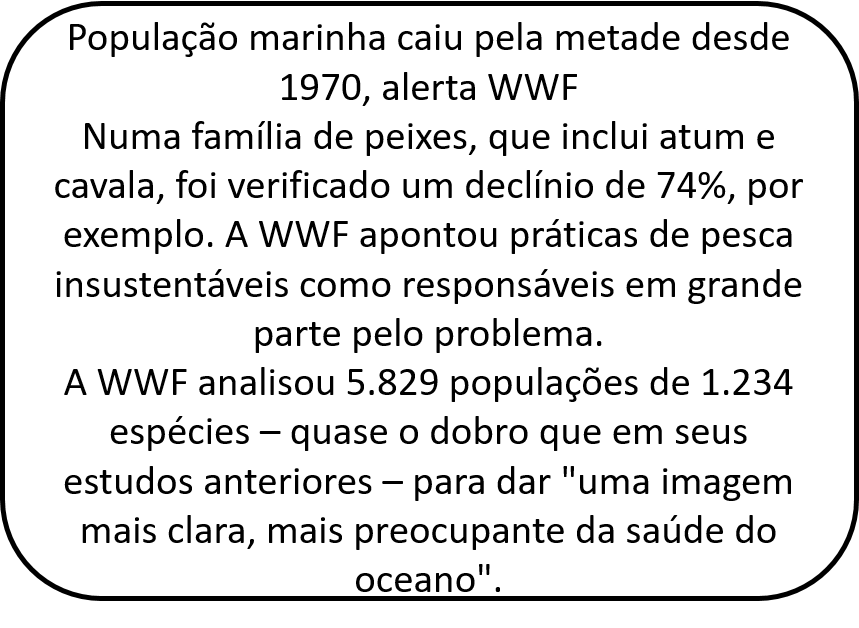 População marinha caiu pela metade desde
1970, alerta WWF
Numa família de peixes, que inclui atum e
cavala, foi verificado um declínio de 74%, por
exemplo. A WWF apontou práticas de pesca
insustentáveis como responsáveis em grande
parte pelo problema.
A WWF analisou 5.829 populações de 1.234
espécies – quase o dobro que em seus
estudos anteriores – para dar "uma imagem
mais clara, mais preocupante da saúde do
oceano".